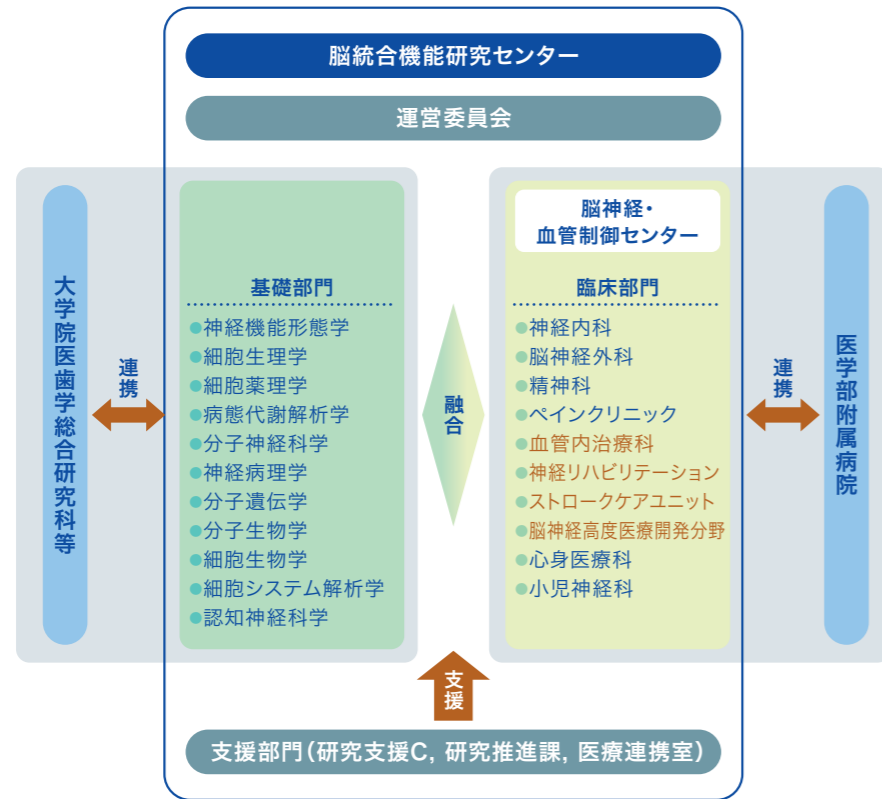 脳統合機能研究センター
運営委員会
大学院医歯学総合研究科等
連携
基礎部門
●神経機能形態学
●細胞生理学
●細胞薬理学
●病態代謝解析学
●分子神経科学
●神経病理学
●分子遺伝学
●分子生物学
●細胞生物学
●細胞システム解析学
●認知神経科学
融合
脳神経・
血管制御センター
臨床部門
●神経内科
●脳神経外科
●精神科
●ペインクリニック
●血管内治療科
●神経リハビリテーション
●ストロークケアユニット
●脳神経高度医療開発分野
●心身医療科
●小児神経科
連携
医学部附属病院
支援
支援部門（研究支援C, 研究推進課, 医療連携室）